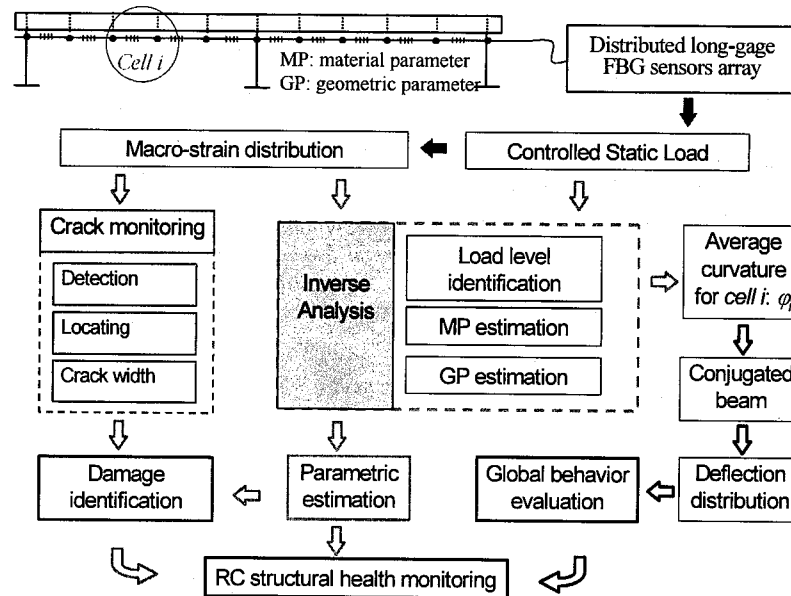 Cell i
MP: material parameter
GP: geometric parameter
Distributed long-gage
FBG sensors array
Macro-strain distribution
Controlled Static Load
Crack monitoring
Detection
Locating
Crack width
Inverse
Analysis
Load level
identification
MP estimation
GP estimation
Average
curvature
for cell i: φi
Conjugated
beam
Damage
identification
Parametric
estimation
Global behavior
evaluation
Deflection
distribution
RC structural health monitoring